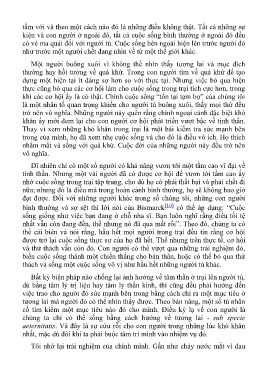 tầm với và theo một cách nào đó là những điều không thật. Tất cả những sự
kiện và con người ở ngoài đó, tất cả cuộc sống bình thường ở ngoài đó đều
có vẻ ma quái đối với người tù. Cuộc sống bên ngoài hiện lên trước người đó
như trước một người chết đang nhìn về từ một thế giới khác.
Một người buông xuôi vì không thể nhìn thấy tương lai và mục đích
thường hay hồi tưởng về quá khứ. Trong con người tìm về quá khứ để tạo
dựng một hiện tại ít đáng sợ hơn so với thực tại. Nhưng việc bỏ qua hiện
thực cũng bỏ qua các cơ hội làm cho cuộc sống trong trại tích cực hơn, trong
khi các cơ hội ấy là có thật. Chính cuộc sống "tồn tại tạm bợ" của chúng tôi
là một nhân tố quan trọng khiến cho người tù buông xuôi, thấy mọi thứ đều
trở nên vô nghĩa. Những người này quên rằng chính ngoại cảnh đặc biệt khó
khăn ấy mới đem lại cho con người cơ hội phát triển vượt bậc về tinh thần.
Thay vì xem những khó khăn trong trại là một bài kiểm tra sức mạnh bên
trong của mình, họ đã xem nhẹ cuộc sống và cho đó là điều vô ích. Họ thích
nhắm mắt và sống với quá khứ. Cuộc đời của những người này đều trở nên
vô nghĩa.
Dĩ nhiên chỉ có một số người có khả năng vươn tới một tầm cao vĩ đại về
tinh thần. Nhưng một vài người đã có được cơ hội để vươn tới tầm cao ấy
nhờ cuộc sống trong trại tập trung, cho dù họ có phải thất bại và phải chết đi
nữa; nhưng đó là điều mà trong hoàn cảnh bình thường, họ sẽ không bao giờ
đạt được. Đối với những người khác trong số chúng tôi, những con người
bình thường và sợ sệt thì lời nói của Bismarck có thể áp dụng: "Cuộc
sống giống như việc bạn đang ở chỗ nha sĩ. Bạn luôn nghĩ rằng điều tồi tệ
nhất vẫn còn đang đến, thế nhưng nó đã qua mất rồi". Theo đó, chúng ta có
thể cải biên và nói rằng, hầu hết mọi người trong trại đều tin rằng cơ hội
được trở lại cuộc sống thực sự của họ đã hết. Thế nhưng trên thực tế, cơ hội
và thử thách vẫn còn đó. Con người có thể vượt qua những trải nghiệm đó,
biến cuộc sống thành một chiến thắng cho bản thân, hoặc có thể bỏ qua thử
thách và sống một cuộc sống vô vị như hầu hết những người tù khác.
Bất kỳ biện pháp nào chống lại ảnh hưởng về tâm thần ở trại lên người tù,
dù bằng tâm lý trị liệu hay tâm lý thần kinh, thì cũng đều phải hướng đến
việc trao cho người đó sức mạnh bên trong bằng cách chỉ ra một mục tiêu ở
tương lai mà người đó có thể nhìn thấy được. Theo bản năng, một số tù nhân
cố tìm kiếm một mục tiêu nào đó cho mình. Điều kỳ lạ về con người là
chúng ta chỉ có thể sống bằng cách hướng về tương lai - sub specie
aeternitatis. Và đây là sự cứu rỗi cho con người trong những lúc khó khăn
nhất, mặc dù đôi khi ta phải buộc tâm trí mình vào nhiệm vụ đó.
Tôi nhớ lại trải nghiệm của chính mình. Gần như chảy nước mắt vì đau